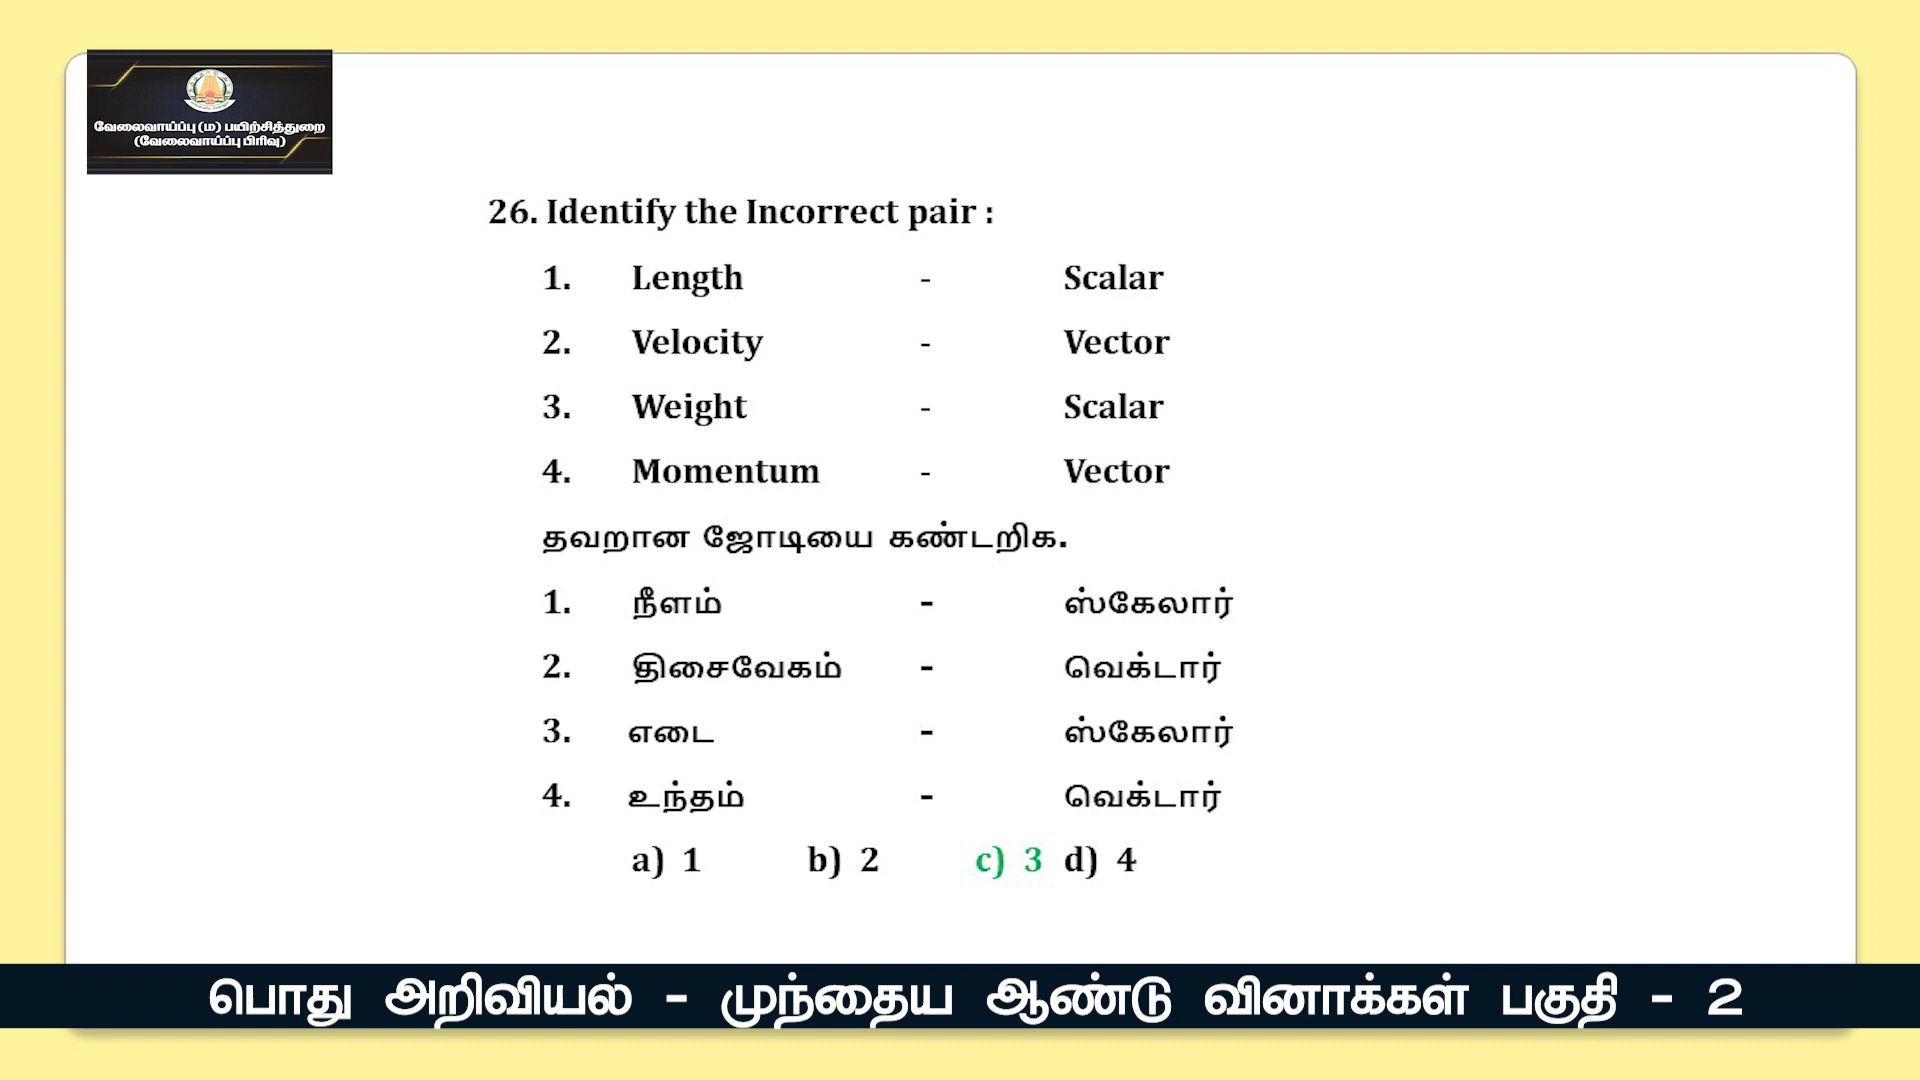 வேலைவாய்ப்பு (ம) பயிற்சித்துறை
(வேலைவாய்ப்பு பிரிவு)
26. Identify the Incorrect pair :
1. Length - Scalar
2. Velocity - Vector
3. Weight - Scalar
4. Momentum - Vector
தவறான ஜோடியை கண்டறிக.
1. நீளம் - ஸ்கேலார்
2. திசைவேகம் - வெக்டார்
3. எடை - ஸ்கேலார்
4. உந்தம் - வெக்டார்
a) 1 b) 2 c) 3 d) 4
பொது அறிவியல் - முந்தைய ஆண்டு வினாக்கள் பகுதி - 2